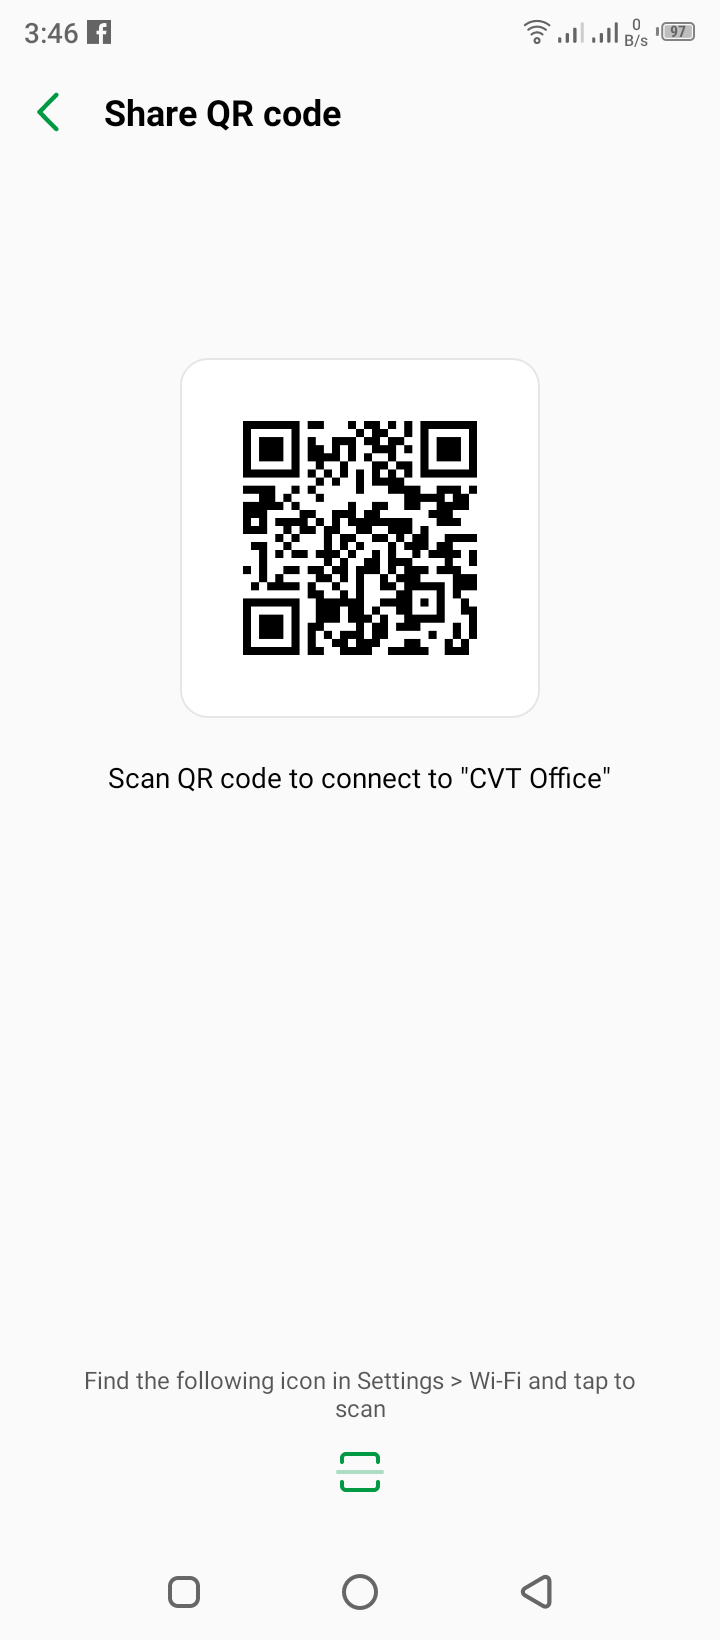 3:46
0
B/s
97
Share QR code
Scan QR code to connect to "CVT Office"
Find the following icon in Settings > Wi-Fi and tap to
scan